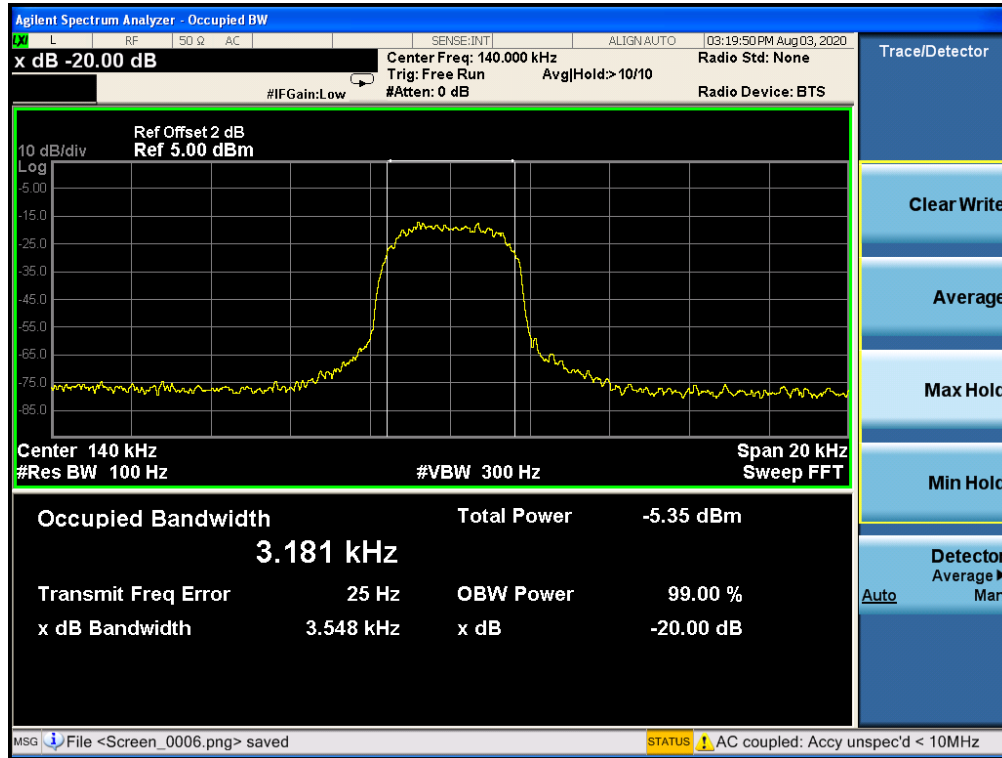 Agilent Spectrum Analyzer - Occupied BW
LXI L RF 50 Ω AC SENSE:INT ALIGN AUTO 03:19:50 PM Aug 03, 2020
x dB -20.00 dB
Center Freq: 140.000 kHz
Radio Std: None
Trig: Free Run Avg|Hold:> 10/10
#IFGain:Low #Atten: 0 dB
Radio Device: BTS
Ref Offset 2 dB
10 dB/div Ref 5.00 dBm
Log
-5.00
-15.0
-25.0
-35.0
-45.0
-55.0
-65.0
-75.0
-85.0
Center 140 kHz Span 20 kHz
#Res BW 100 Hz #VBW 300 Hz Sweep FFT
Occupied Bandwidth Total Power -5.35 dBm
3.181 kHz
Transmit Freq Error 25 Hz OBW Power 99.00 %
x dB Bandwidth 3.548 kHz x dB -20.00 dB
Trace/Detector
Clear Write
Average
Max Hold
Min Hold
Detector
Average▶
Auto Man
MSG File <Screen_0006.png> saved STATUS AC coupled: Accy unspec'd < 10MHz